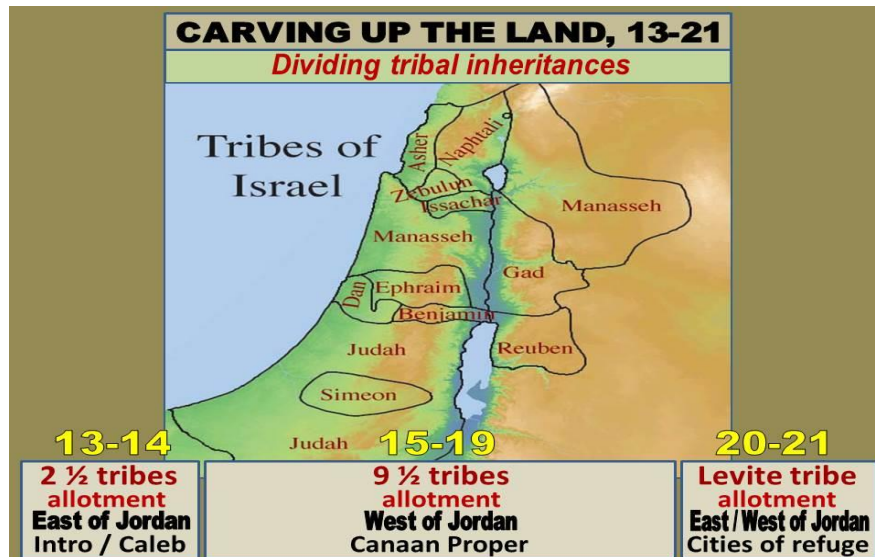 CARVING UP THE LAND, 13-21
Dividing tribal inheritances
Tribes of
Israel
Asher
Naphtali
Zebulun
Issachar
Manasseh
Manasseh
Gad
Dan
Ephraim
Benjamin
Judah
Reuben
Simeon
Judah
13-14
2 ½ tribes
allotment
East of Jordan
Intro / Caleb
15-19
9 ½ tribes
allotment
West of Jordan
Canaan Proper
20-21
Levite tribe
allotment
East/West of Jordan
Cities of refuge